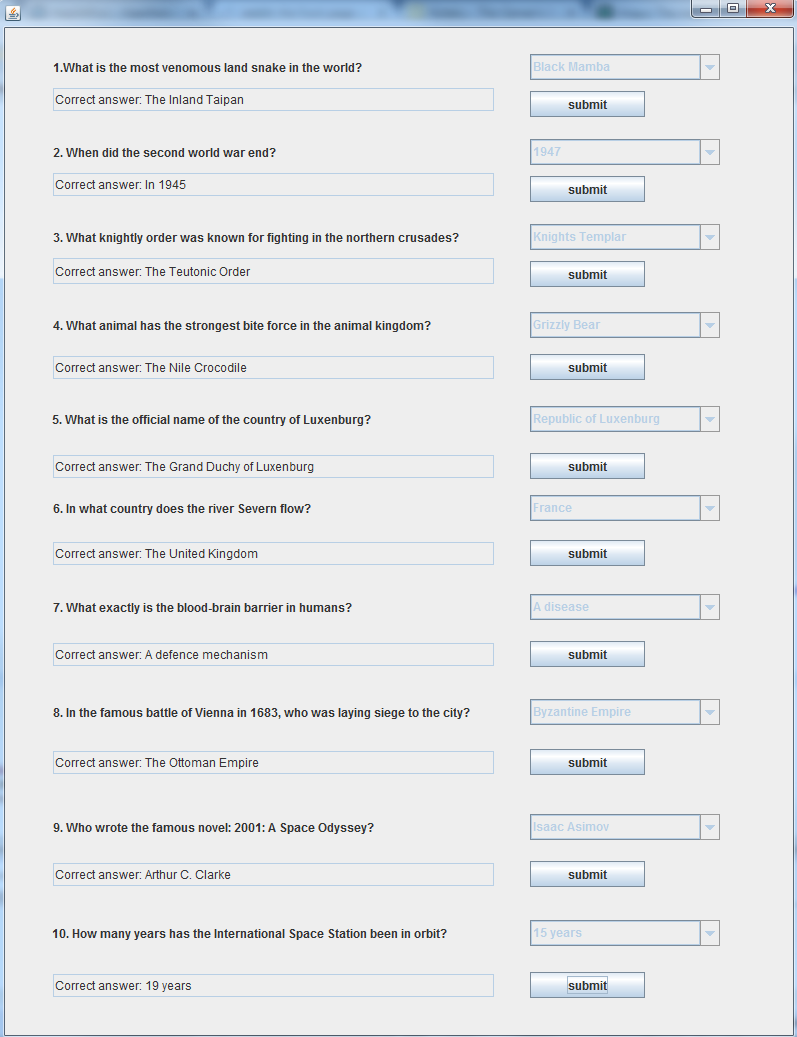 1.What is the most venomous land snake in the world?
Black Mamba
Correct answer: The Inland Taipan
submit
2. When did the second world war end?
1947
Correct answer: In 1945
submit
3. What knightly order was known for fighting in the northern crusades?
Knights Templar
Correct answer: The Teutonic Order
submit
4. What animal has the strongest bite force in the animal kingdom?
Grizzly Bear
Correct answer: The Nile Crocodile
submit
5. What is the official name of the country of Luxenburg?
Republic of Luxenburg
Correct answer: The Grand Duchy of Luxenburg
submit
6. In what country does the river Severn flow?
France
Correct answer: The United Kingdom
submit
7. What exactly is the blood-brain barrier in humans?
A disease
Correct answer: A defence mechanism
submit
8. In the famous battle of Vienna in 1683, who was laying siege to the city?
Byzantine Empire
Correct answer: The Ottoman Empire
submit
9. Who wrote the famous novel: 2001: A Space Odyssey?
Isaac Asimov
Correct answer: Arthur C. Clarke
submit
10. How many years has the International Space Station been in orbit?
15 years
Correct answer: 19 years
submit